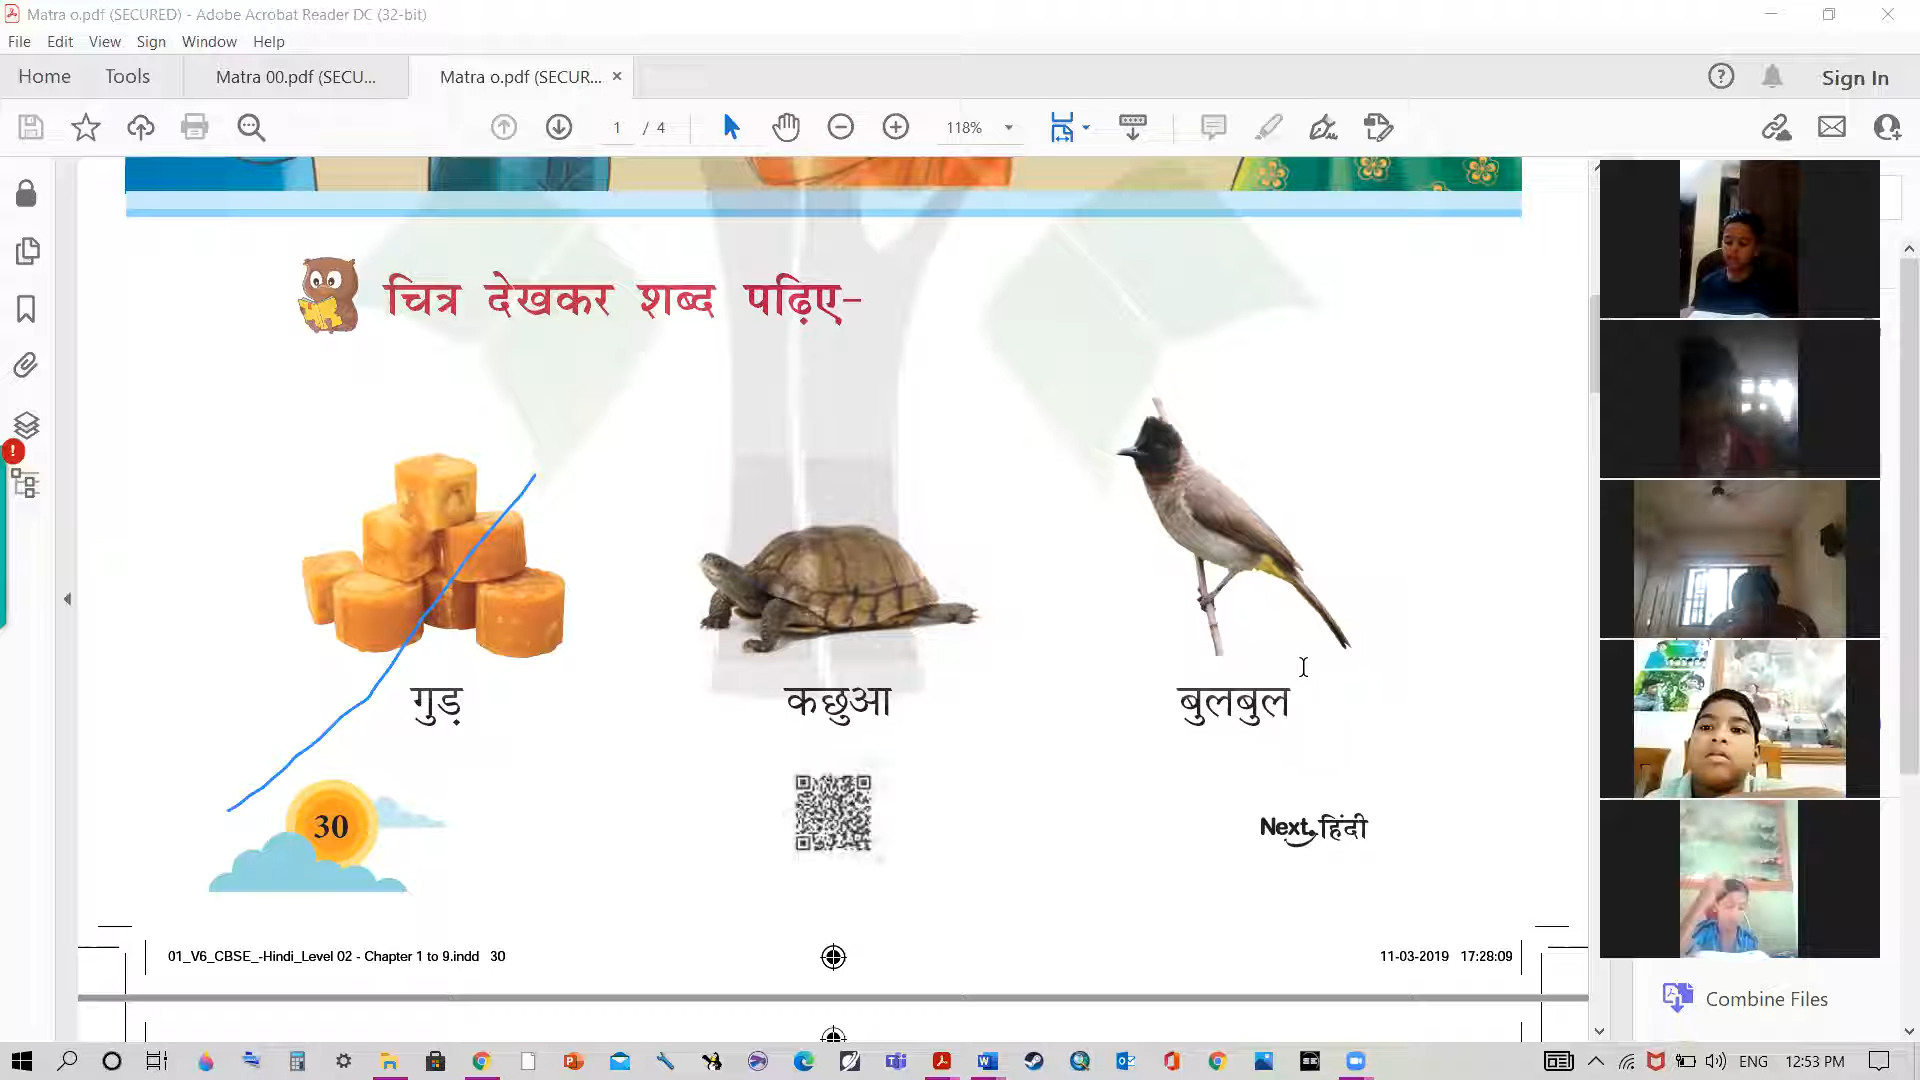 Matra o.pdf (SECURED) - Adobe Acrobat Reader DC (32-bit)
File Edit View Sign Window Help
Home Tools Matra 00.pdf (SECU... Matra o.pdf (SECUR... × Sign In
1 / 4 118%
चित्र देखकर शब्द पढ़िए-
गुड़ कछुआ बुलबुल
30
Next हिंदी
01_V6_CBSE_-Hindi_Level 02 - Chapter 1 to 9.indd 30 11-03-2019 17:28:09
Combine Files
ENG 12:53 PM